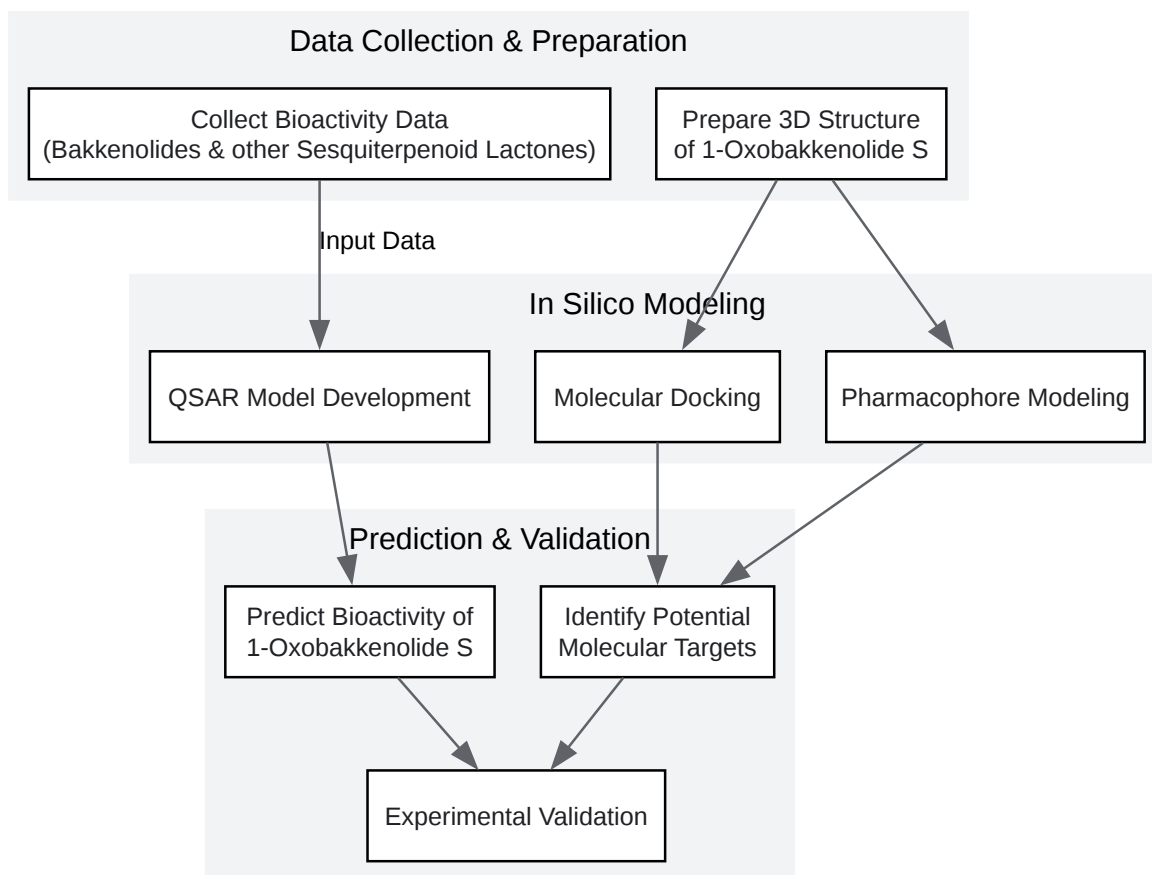 Data Collection & Preparation
Collect Bioactivity Data
(Bakkenolides & other Sesquiterpenoid Lactones)
Prepare 3D Structure
of 1-Oxobakkenolide S
Input Data
In Silico Modeling
QSAR Model Development
Molecular Docking
Pharmacophore Modeling
Prediction & Validation
Predict Bioactivity of
1-Oxobakkenolide S
Identify Potential
Molecular Targets
Experimental Validation